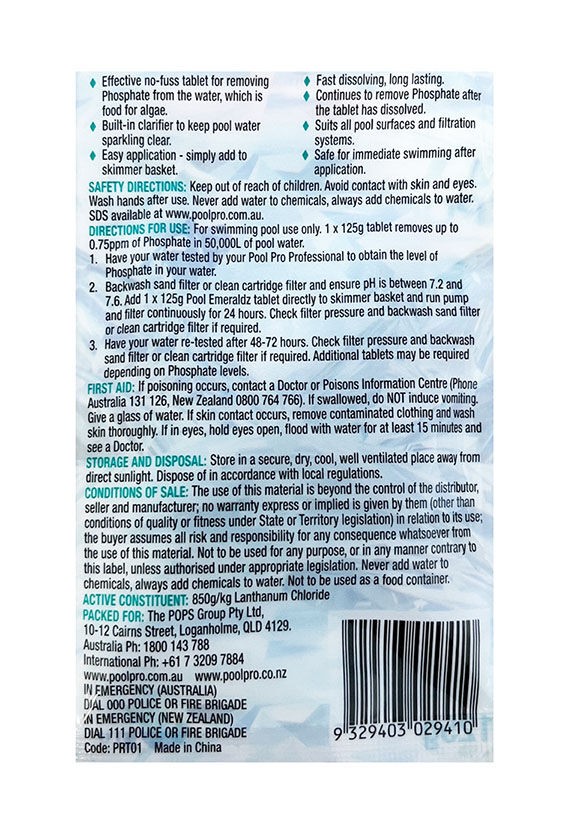 ♦ Effective no-fuss tablet for removing
Phosphate from the water, which is
food for algae.
♦ Built-in clarifier to keep pool water
sparkling clear.
♦ Easy application - simply add to
skimmer basket.
♦ Fast dissolving, long lasting.
♦ Continues to remove Phosphate after
the tablet has dissolved.
♦ Suits all pool surfaces and filtration
systems.
♦ Safe for immediate swimming after
application.
SAFETY DIRECTIONS: Keep out of reach of children. Avoid contact with skin and eyes.
Wash hands after use. Never add water to chemicals, always add chemicals to water.
SDS available at www.poolpro.com.au.
DIRECTIONS FOR USE: For swimming pool use only. 1 x 125g tablet removes up to
0.75ppm of Phosphate in 50,000L of pool water.
1. Have your water tested by your Pool Pro Professional to obtain the level of
Phosphate in your water.
2. Backwash sand filter or clean cartridge filter and ensure pH is between 7.2 and
7.6. Add 1 x 125g Pool Emeraldz tablet directly to skimmer basket and run pump
and filter continuously for 24 hours. Check filter pressure and backwash sand filter
or clean cartridge filter if required.
3. Have your water re-tested after 48-72 hours. Check filter pressure and backwash
sand filter or clean cartridge filter if required. Additional tablets may be required
depending on Phosphate levels.
FIRST AID: If poisoning occurs, contact a Doctor or Poisons Information Centre (Phone
Australia 131 126, New Zealand 0800 764 766). If swallowed, do NOT induce vomiting.
Give a glass of water. If skin contact occurs, remove contaminated clothing and wash
skin thoroughly. If in eyes, hold eyes open, flood with water for at least 15 minutes and
see a Doctor.
STORAGE AND DISPOSAL: Store in a secure, dry, cool, well ventilated place away from
direct sunlight. Dispose of in accordance with local regulations.
CONDITIONS OF SALE: The use of this material is beyond the control of the distributor,
seller and manufacturer; no warranty express or implied is given by them (other than
conditions of quality or fitness under State or Territory legislation) in relation to its use;
the buyer assumes all risk and responsibility for any consequence whatsoever from
the use of this material. Not to be used for any purpose, or in any manner contrary to
this label, unless authorised under appropriate legislation. Never add water to
chemicals, always add chemicals to water. Not to be used as a food container.
ACTIVE CONSTITUENT: 850g/kg Lanthanum Chloride
PACKED FOR: The POPS Group Pty Ltd,
10-12 Cairns Street, Loganholme, QLD 4129.
Australia Ph: 1800 143 788
International Ph: +61 7 3209 7884
www.poolpro.com.au www.poolpro.co.nz
IN EMERGENCY (AUSTRALIA)
DIAL 000 POLICE OR FIRE BRIGADE
IN EMERGENCY (NEW ZEALAND)
DIAL 111 POLICE OR FIRE BRIGADE
Code: PRT01 Made in China
9 329403 029410